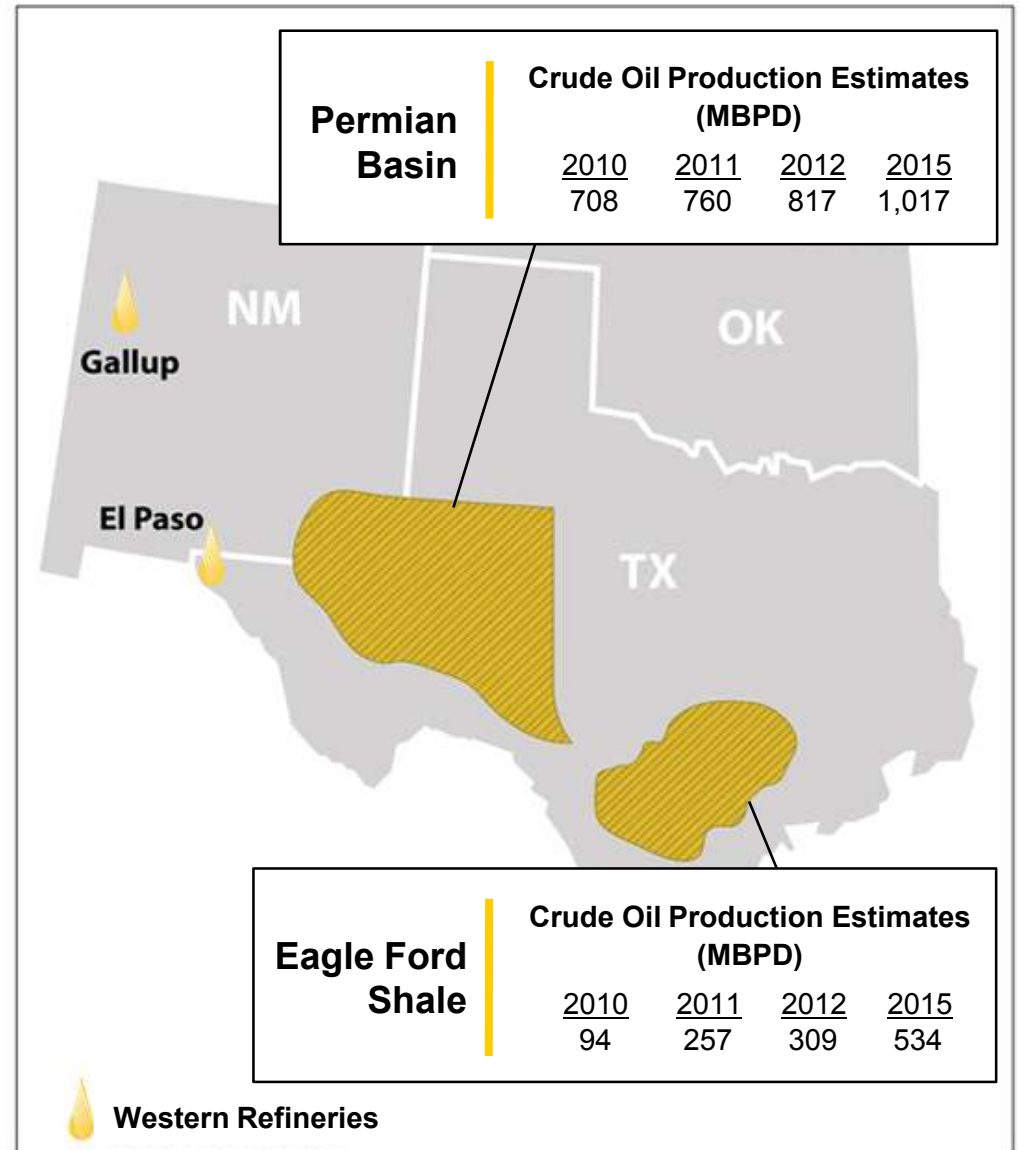 Permian
Basin
Crude Oil Production Estimates
(MBPD)
2010 2011 2012 2015
708 760 817 1,017
NM
OK
Gallup
El Paso
TX
Eagle Ford
Shale
Crude Oil Production Estimates
(MBPD)
2010 2011 2012 2015
94 257 309 534
Western Refineries